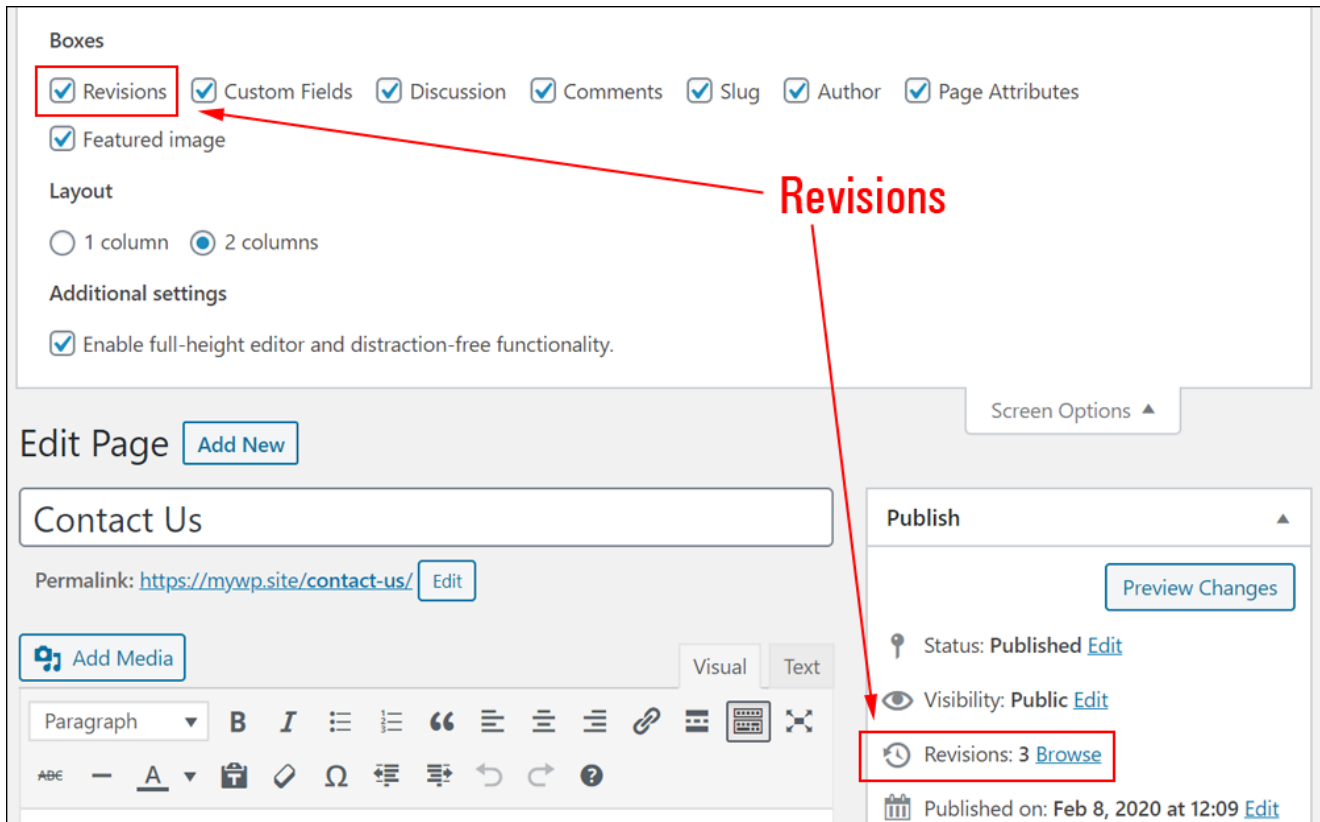 Boxes
Revisions Custom Fields Discussion Comments Slug Author Page Attributes
Featured image
Layout
Revisions
1 column 2 columns
Additional settings
Enable full-height editor and distraction-free functionality.
Screen Options ▲
Edit Page Add New
Contact Us
Publish ▲
Permalink: https://mywp.site/contact-us/ Edit
Preview Changes
Add Media
Visual Text
Status: Published Edit
Visibility: Public Edit
Paragraph ▼ B I “
Revisions: 3 Browse
ABC — A ▼ T Ω ?
Published on: Feb 8, 2020 at 12:09 Edit